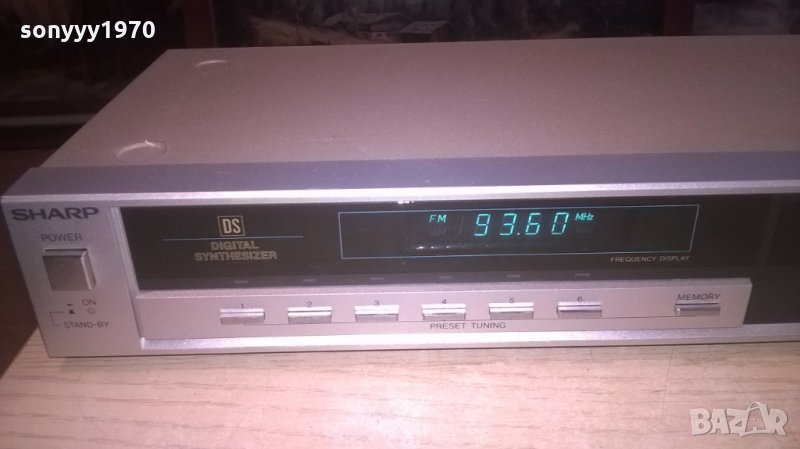 sonyyy1970
SHARP
POWER
ON
STAND-BY
DS
DIGITAL
SYNTHESIZER
FM
93.60 MHz
FREQUENCY DISPLAY
1 2 3 4 5 6
PRESET TUNING
MEMORY
BAZAR